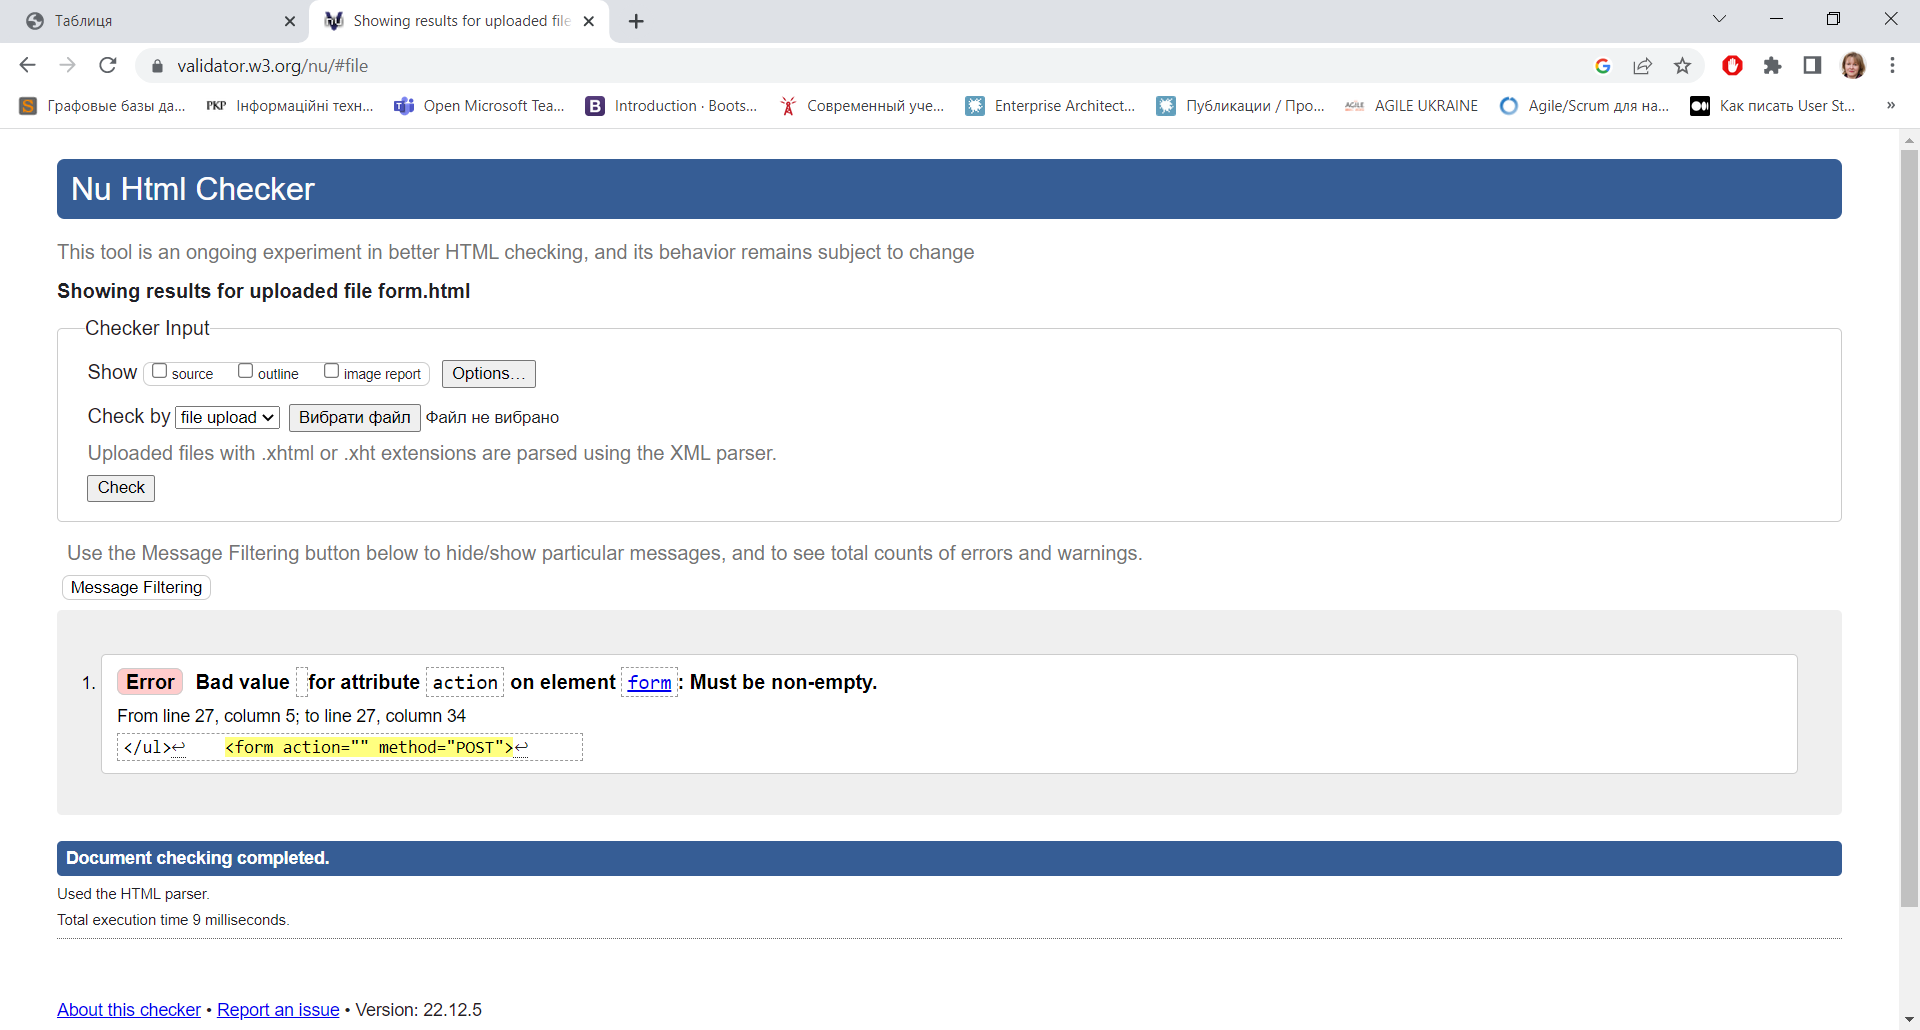 Таблиця
Showing results for uploaded file
validator.w3.org/nu/#file
Графовые базы да... PKP Інформаційні техн... Open Microsoft Tea... B Introduction · Boots... Современный уче... Enterprise Architect... Публикации / Про... AGILE AGILE UKRAINE Agile/Scrum для на... Как писать User St... »
Nu Html Checker
This tool is an ongoing experiment in better HTML checking, and its behavior remains subject to change
Showing results for uploaded file form.html
Checker Input
Show source outline image report Options...
Check by file upload Вибрати файл Файл не вибрано
Uploaded files with .xhtml or .xht extensions are parsed using the XML parser.
Check
Use the Message Filtering button below to hide/show particular messages, and to see total counts of errors and warnings.
Message Filtering
1. Error Bad value for attribute action on element form: Must be non-empty.
From line 27, column 5; to line 27, column 34
</ul>↩ <form action="" method="POST">↩
Document checking completed.
Used the HTML parser.
Total execution time 9 milliseconds.
About this checker • Report an issue • Version: 22.12.5